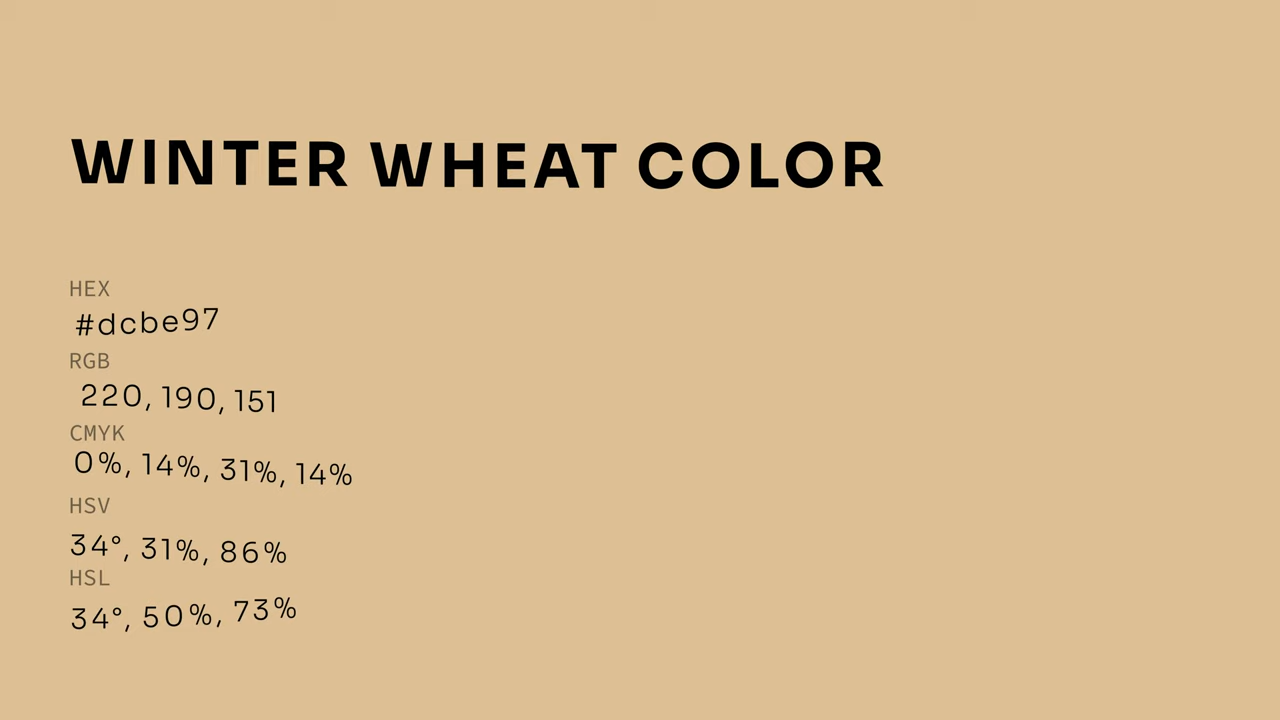 WINTER WHEAT COLOR
HEX
#dcbe97
RGB
220, 190, 151
CMYK
0%, 14%, 31%, 14%
HSV
34°, 31%, 86%
HSL
34°, 50%, 73%